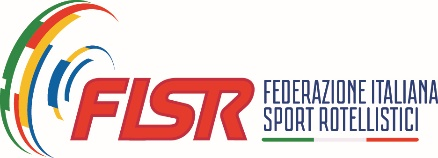 FISR
FEDERAZIONE ITALIANA
SPORT ROTELLISTICI